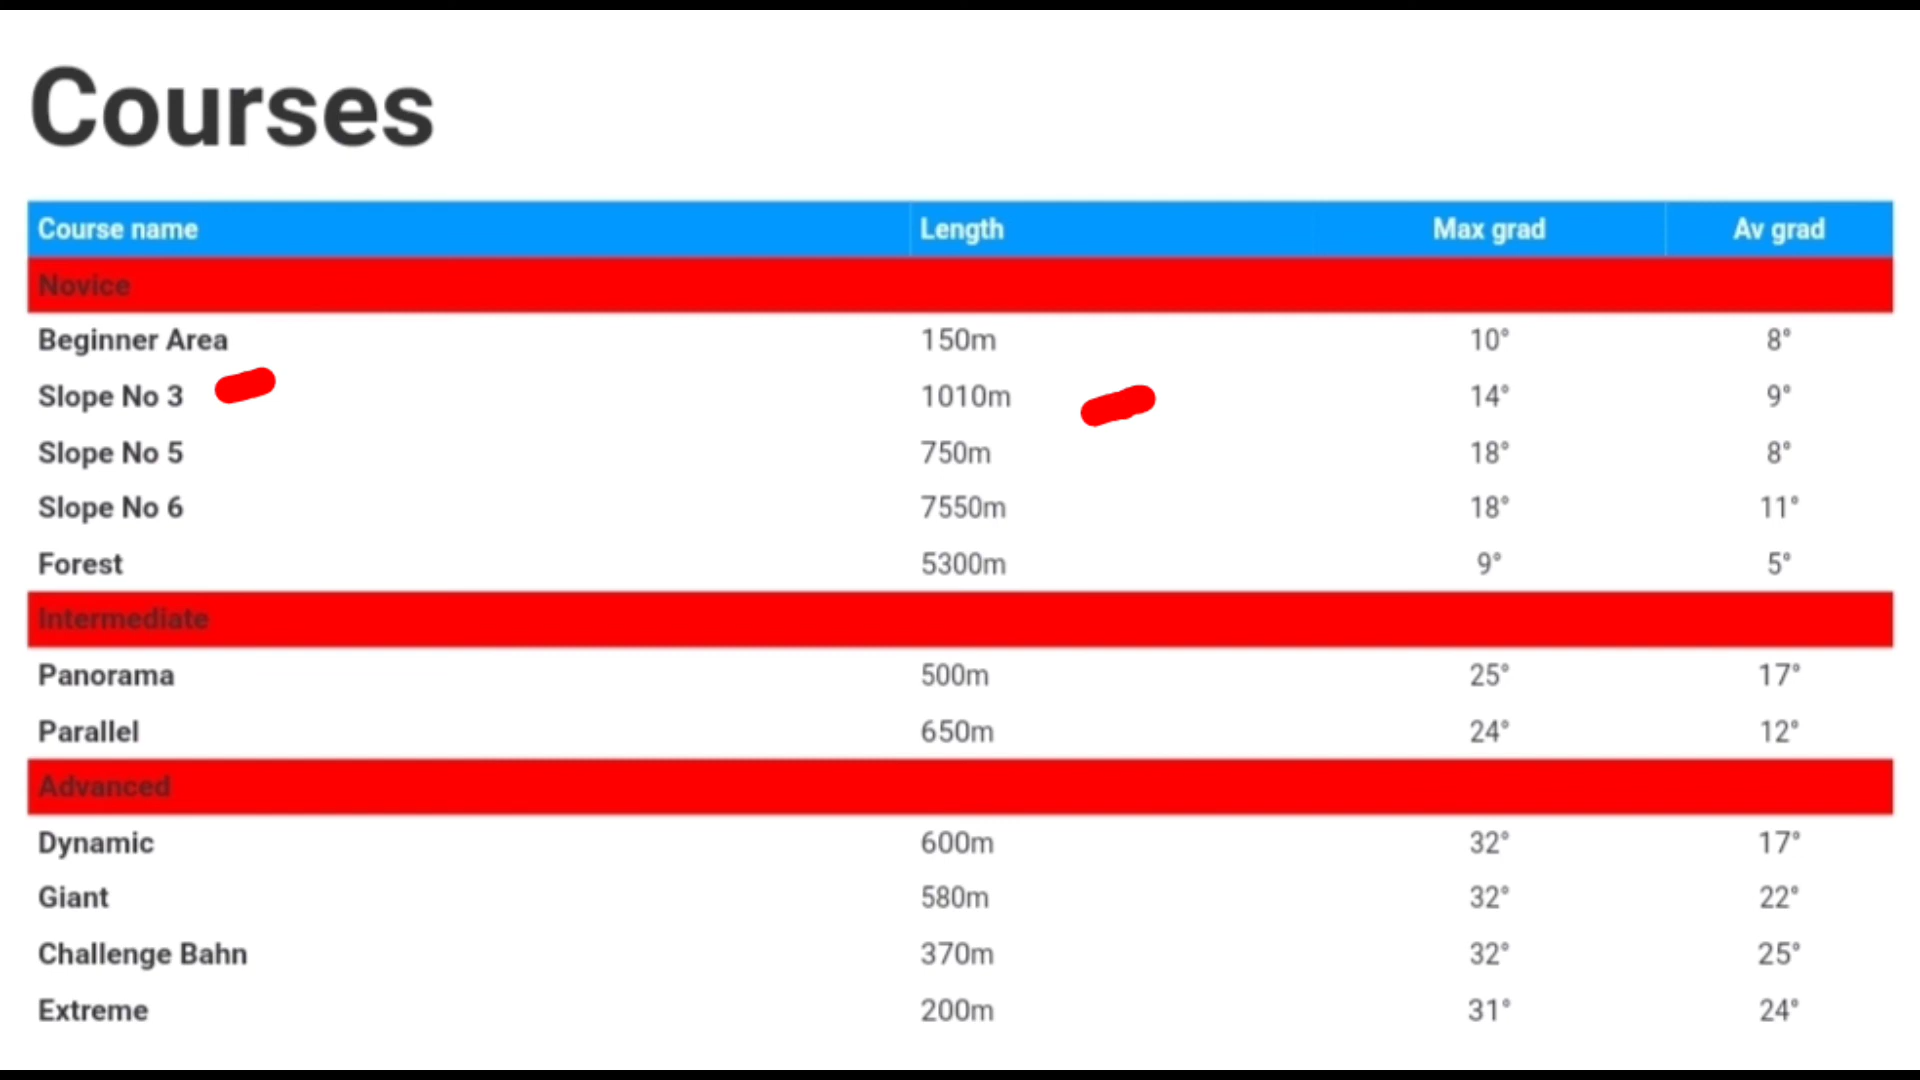 Courses
Course name Length Max grad Av grad
Novice
Beginner Area 150m 10° 8°
Slope No 3 1010m 14° 9°
Slope No 5 750m 18° 8°
Slope No 6 7550m 18° 11°
Forest 5300m 9° 5°
Intermediate
Panorama 500m 25° 17°
Parallel 650m 24° 12°
Advanced
Dynamic 600m 32° 17°
Giant 580m 32° 22°
Challenge Bahn 370m 32° 25°
Extreme 200m 31° 24°